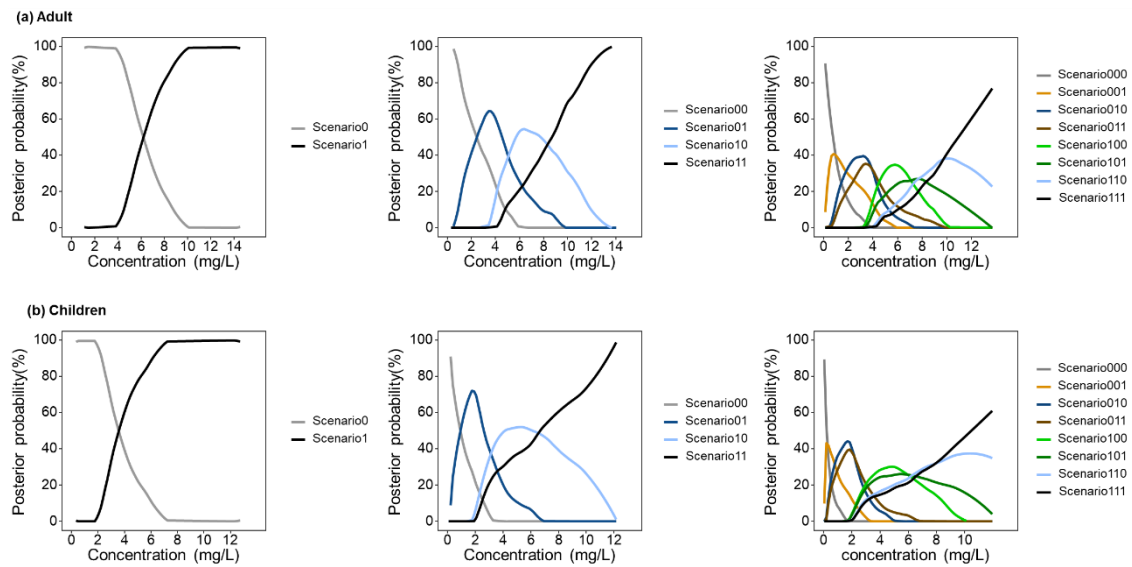 (a) Adult
Posterior probability(%)
100
80
60
40
20
0
0 2 4 6 8 10 12 14
Concentration (mg/L)
Scenario0
Scenario1
Posterior probability(%)
100
80
60
40
20
0
0 2 4 6 8 10 12 14
Concentration (mg/L)
Scenario00
Scenario01
Scenario10
Scenario11
Posterior probability(%)
100
80
60
40
20
0
0 2 4 6 8 10 12
concentration (mg/L)
Scenario000
Scenario001
Scenario010
Scenario011
Scenario100
Scenario101
Scenario110
Scenario111
(b) Children
Posterior probability(%)
100
80
60
40
20
0
0 2 4 6 8 10 12
Concentration (mg/L)
Scenario0
Scenario1
Posterior probability(%)
100
80
60
40
20
0
0 2 4 6 8 10 12
Concentration (mg/L)
Scenario00
Scenario01
Scenario10
Scenario11
Posterior probability(%)
100
80
60
40
20
0
0 2 4 6 8 10
concentration (mg/L)
Scenario000
Scenario001
Scenario010
Scenario011
Scenario100
Scenario101
Scenario110
Scenario111